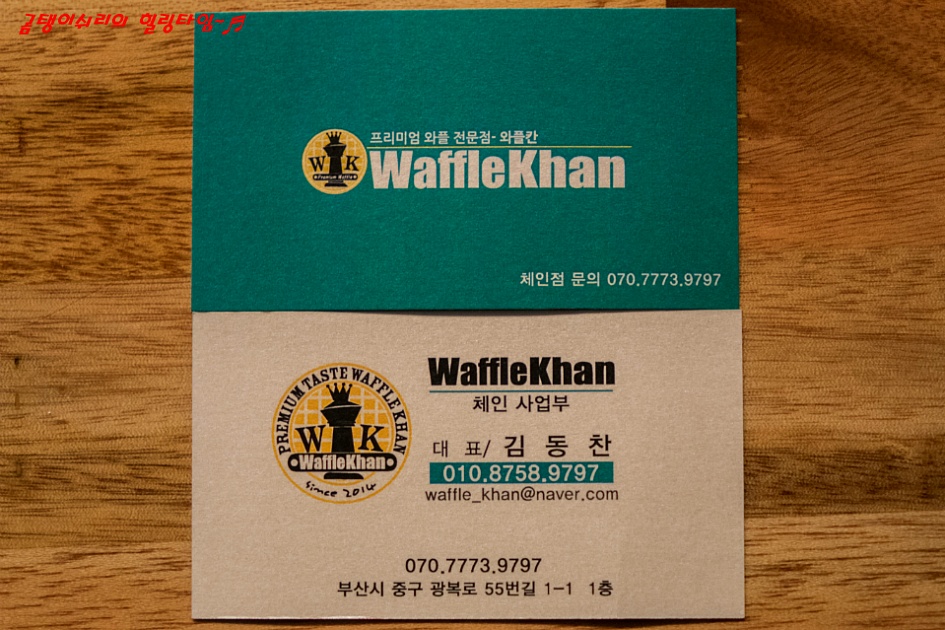 금탱이쉬리의 힐링타임~♬
프리미엄 와플 전문점- 와플칸
WK
Premium Waffle
WaffleKhan
체인점 문의 070.7773.9797
PREMIUM TASTE WAFFLE KHAN
W K
WaffleKhan
Since 2014
WaffleKhan
체인 사업부
대 표/ 김 동 찬
010.8758.9797
waffle_khan@naver.com
070.7773.9797
부산시 중구 광복로 55번길 1-1 1층